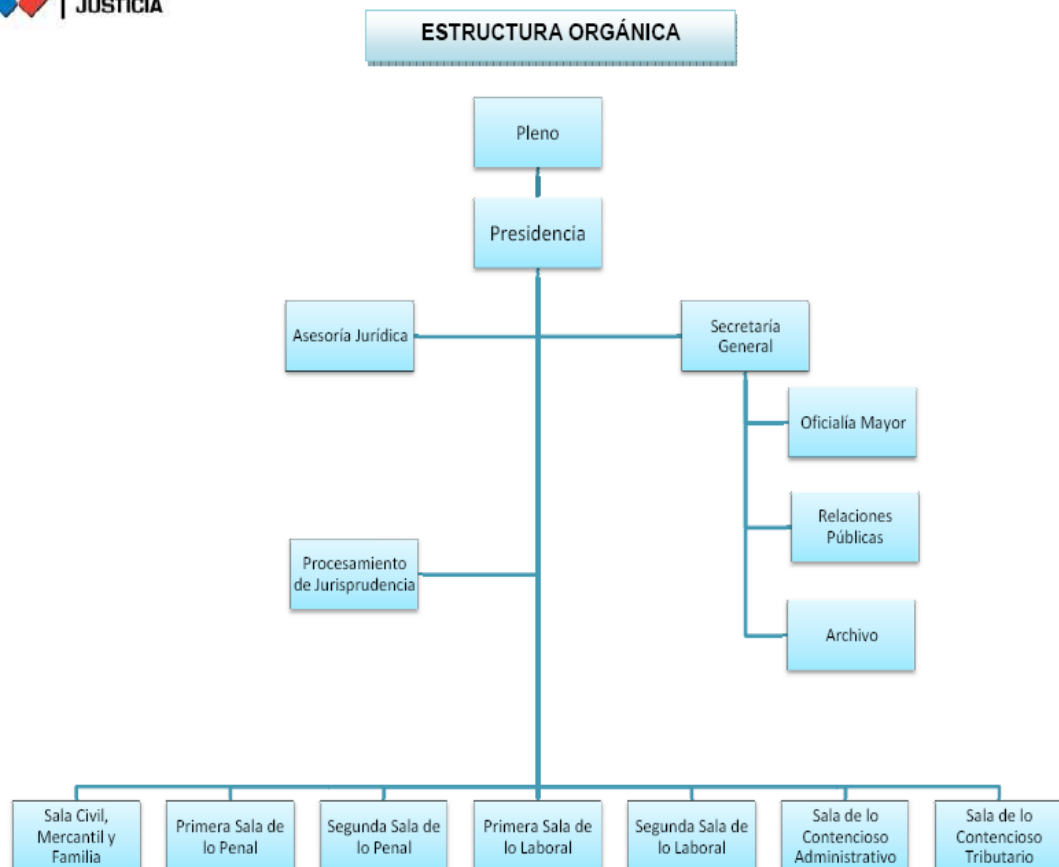 JUSTICIA
ESTRUCTURA ORGÁNICA
Pleno
Presidencia
Asesoría Jurídica
Secretaría
General
Oficialía Mayor
Relaciones
Públicas
Procesamiento
de Jurisprudencia
Archivo
Sala Civil,
Mercantil y
Familia
Primera Sala de
lo Penal
Segunda Sala de
lo Penal
Primera Sala de
lo Laboral
Segunda Sala de
lo Laboral
Sala de lo
Contencioso
Administrativo
Sala de lo
Contencioso
Tributario